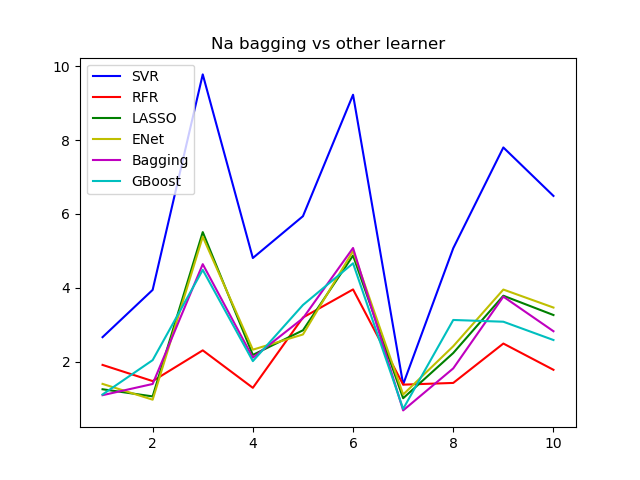 Na bagging vs other learner
10
8
6
4
2
SVR
RFR
LASSO
ENet
Bagging
GBoost
2 4 6 8 10